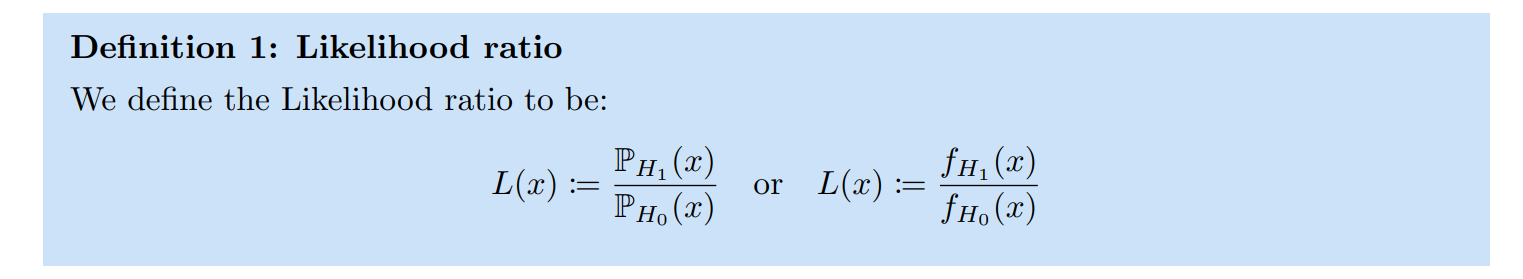 Definition 1: Likelihood ratio
We define the Likelihood ratio to be:
L(x) := ℙ_{H_1}(x) / ℙ_{H_0}(x) or L(x) := f_{H_1}(x) / f_{H_0}(x)